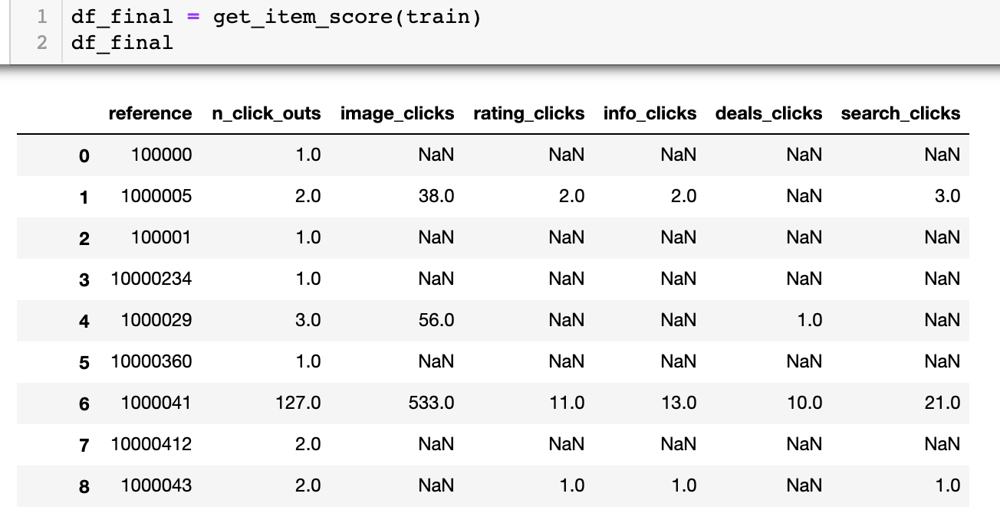 1 df_final = get_item_score(train)
2 df_final
reference n_click_outs image_clicks rating_clicks info_clicks deals_clicks search_clicks
0 100000 1.0 NaN NaN NaN NaN NaN
1 1000005 2.0 38.0 2.0 2.0 NaN 3.0
2 100001 1.0 NaN NaN NaN NaN NaN
3 10000234 1.0 NaN NaN NaN NaN NaN
4 1000029 3.0 56.0 NaN NaN 1.0 NaN
5 10000360 1.0 NaN NaN NaN NaN NaN
6 1000041 127.0 533.0 11.0 13.0 10.0 21.0
7 10000412 2.0 NaN NaN NaN NaN NaN
8 1000043 2.0 NaN 1.0 1.0 NaN 1.0